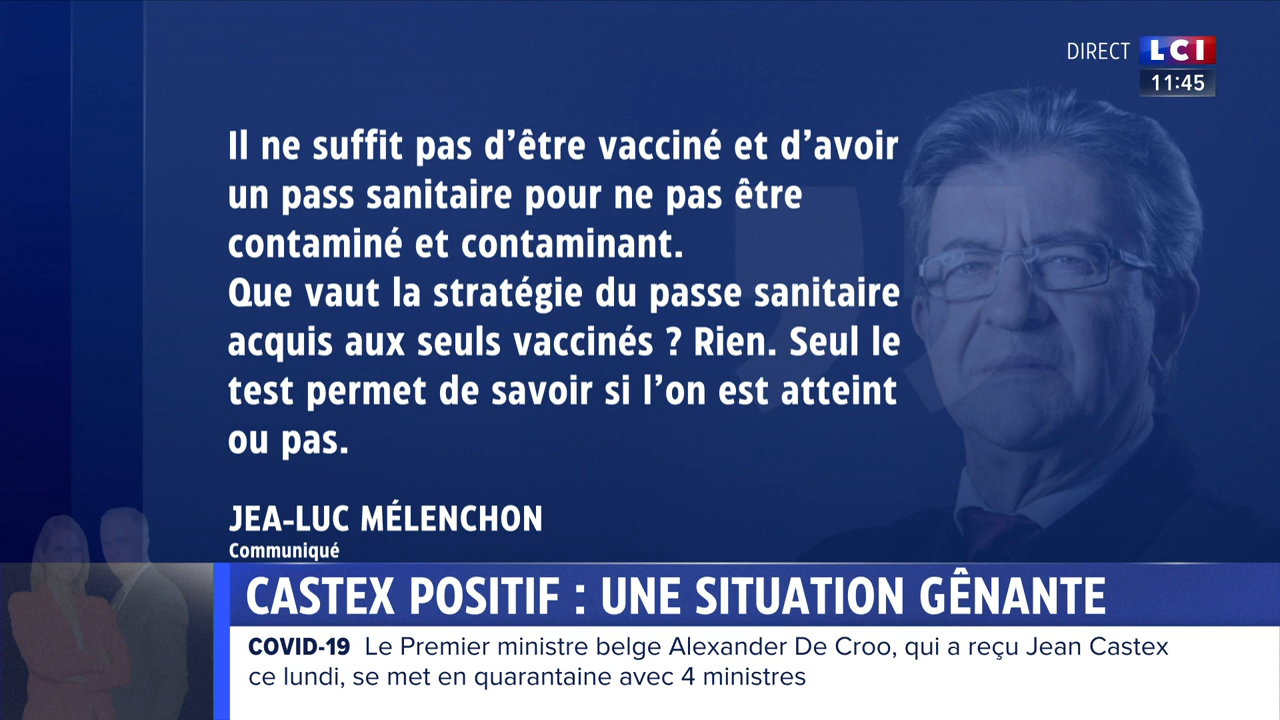 DIRECT LCI
11:45
Il ne suffit pas d’être vacciné et d’avoir
un pass sanitaire pour ne pas être
contaminé et contaminant.
Que vaut la stratégie du passe sanitaire
acquis aux seuls vaccinés ? Rien. Seul le
test permet de savoir si l’on est atteint
ou pas.
JEA-LUC MÉLENCHON
Communiqué
CASTEX POSITIF : UNE SITUATION GÊNANTE
COVID-19 Le Premier ministre belge Alexander De Croo, qui a reçu Jean Castex
ce lundi, se met en quarantaine avec 4 ministres